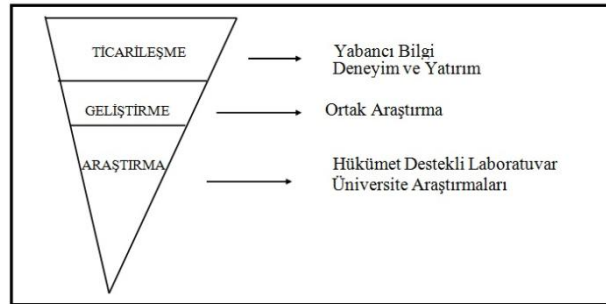 TİCARİLEŞME
Yabancı Bilgi
Deneyim ve Yatırım
GELİŞTİRME
Ortak Araştırma
ARAŞTIRMA
Hükümet Destekli Laboratuvar
Üniversite Araştırmaları